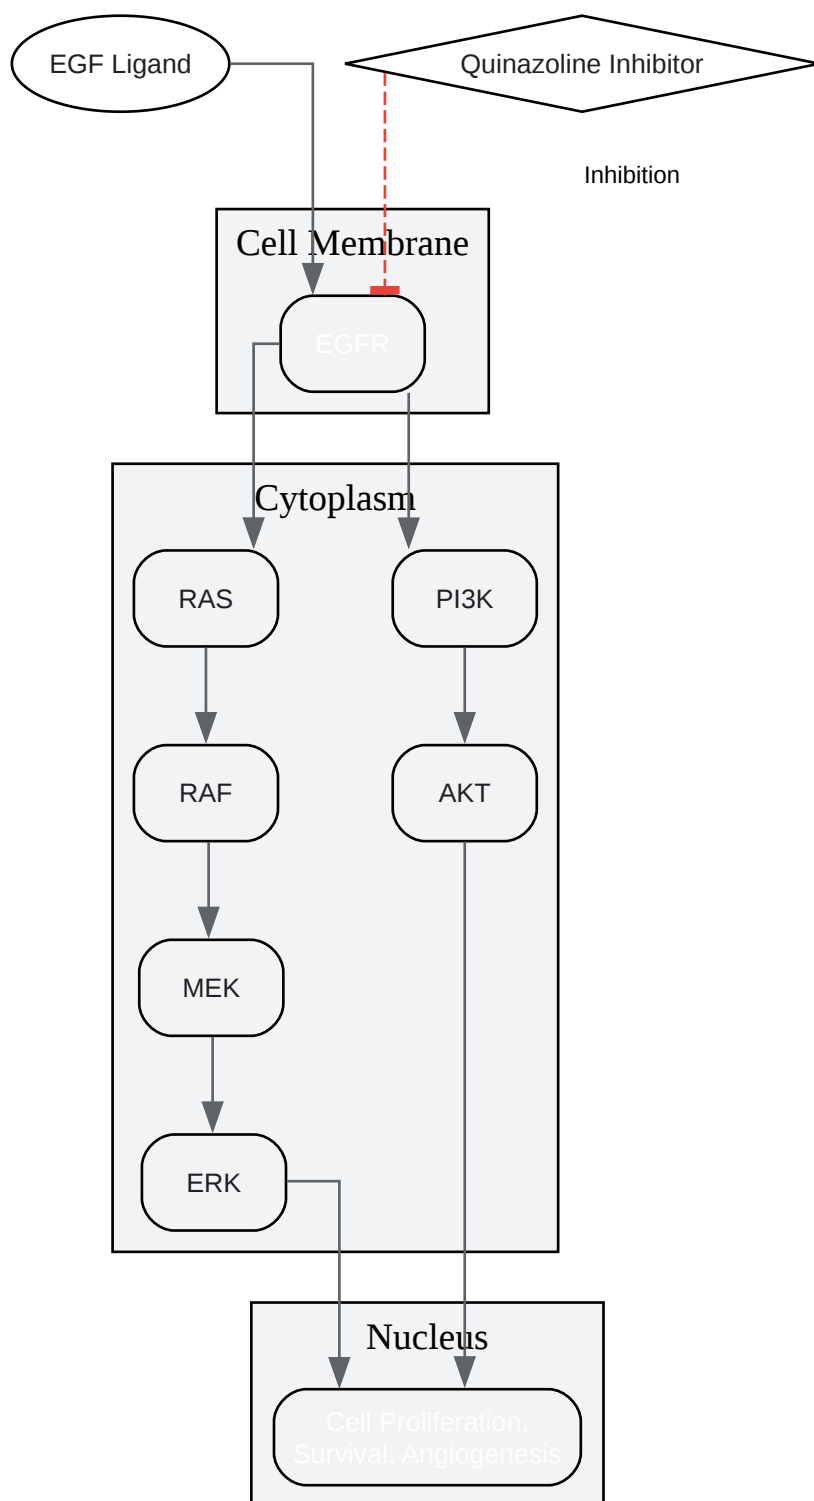 EGF Ligand
Quinazoline Inhibitor
Inhibition
Cell Membrane
EGFR
Cytoplasm
RAS
PI3K
RAF
AKT
MEK
ERK
Nucleus
Cell Proliferation,
Survival, Angiogenesis